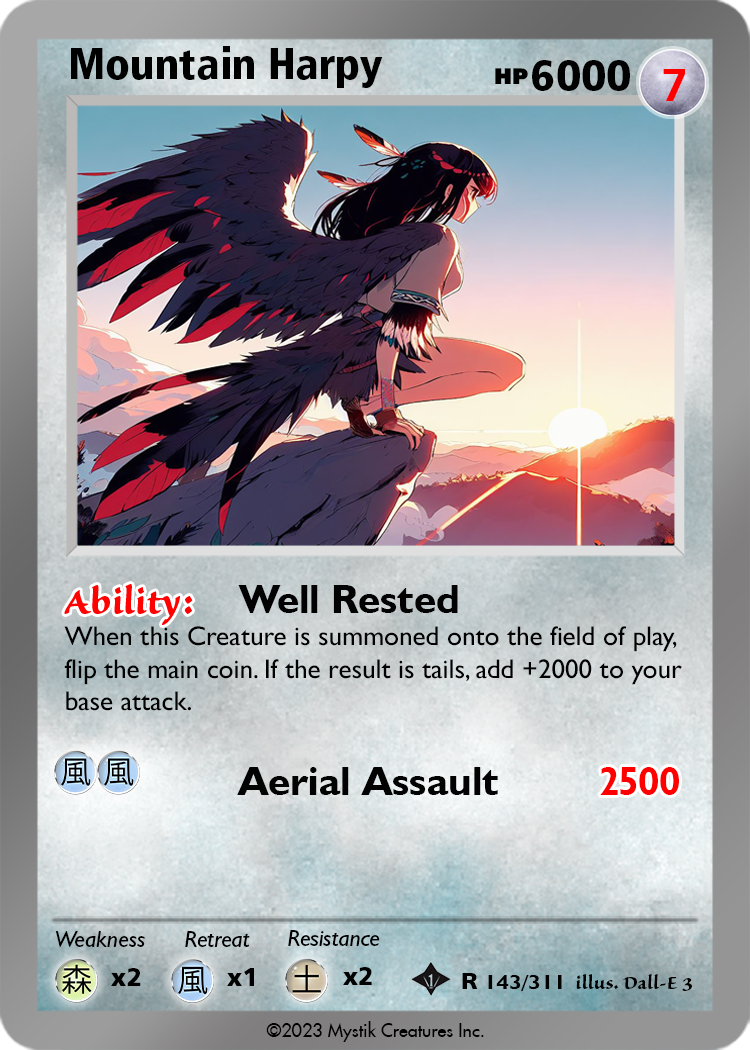 Mountain Harpy HP6000 7
Ability: Well Rested
When this Creature is summoned onto the field of play,
flip the main coin. If the result is tails, add +2000 to your
base attack.
風 風 Aerial Assault 2500
Weakness Retreat Resistance
森 x2 風 x1 土 x2 1 R 143/311 illus. Dall-E 3
©2023 Mystik Creatures Inc.